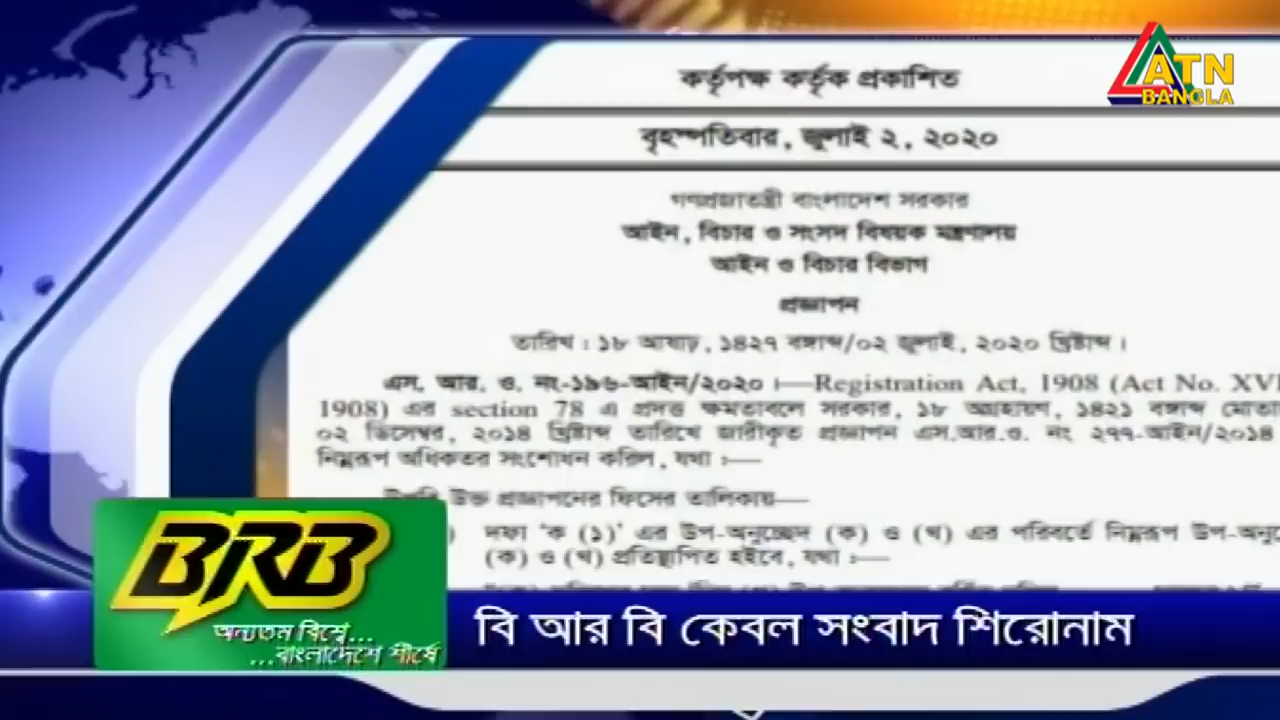 কর্তৃপক্ষ কর্তৃক প্রকাশিত
ATN
BANGLA
বৃহস্পতিবার, জুলাই ২, ২০২০
গণপ্রজাতন্ত্রী বাংলাদেশ সরকার
আইন, বিচার ও সংসদ বিষয়ক মন্ত্রণালয়
আইন ও বিচার বিভাগ
প্রজ্ঞাপন
তারিখ : ১৮ আষাঢ়, ১৪২৭ বঙ্গাব্দ/০২ জুলাই, ২০২০ খ্রিষ্টাব্দ।
এস. আর. ও. নং-১৯৬-আইন/২০২০ ।—Registration Act, 1908 (Act No. XVI
1908) এর section 78 এ প্রদত্ত ক্ষমতাবলে সরকার, ১৮ অগ্রহায়ণ, ১৪২১ বঙ্গাব্দ
০২ ডিসেম্বর, ২০১৪ খ্রিষ্টাব্দ তারিখে জারীকৃত প্রজ্ঞাপন এস.আর.ও. নং ২৭৭-আইন/২০১৪
নিম্নরূপ অধিকতর সংশোধন করিল, যথা :—
উক্ত প্রজ্ঞাপনের ফিসের তালিকায়—
দফা ‘ক (১)’ এর উপ-অনুচ্ছেদ (ক) ও (খ) এর পরিবর্তে নিম্নরূপ
(ক) ও (খ) প্রতিস্থাপিত হইবে, যথা :—
BRB
অন্যতম বিশ্বে...
...বাংলাদেশে শীর্ষে
বি আর বি কেবল সংবাদ শিরোনাম